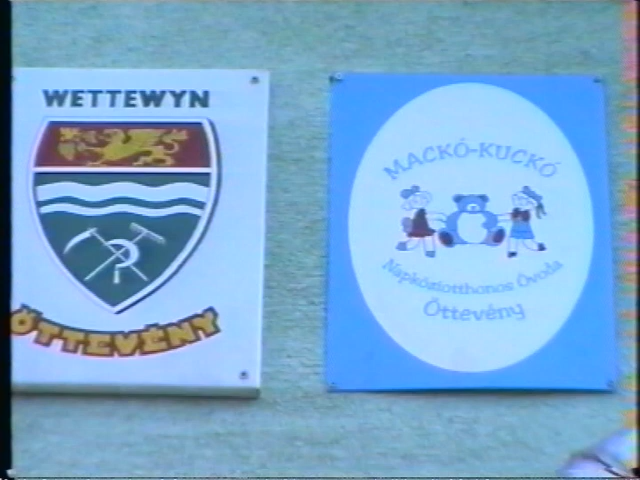 WETTEWYN
ÖTTEVÉNY
MACKÓ-KUCKÓ
Napköziotthonos Óvoda
Öttevény